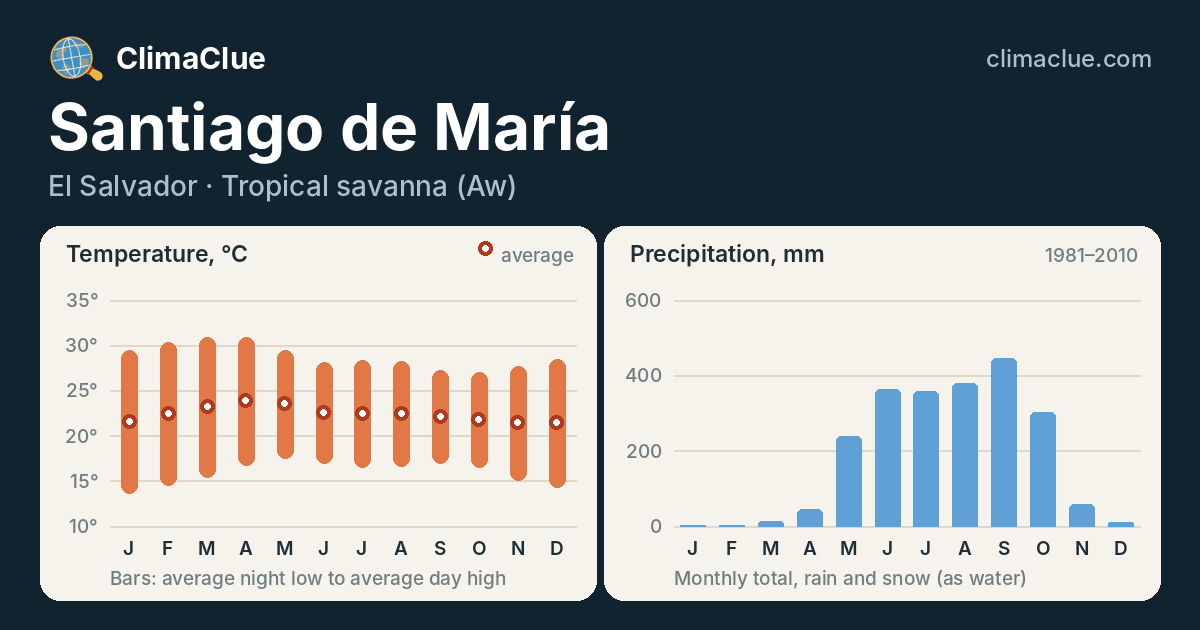 ClimaClue
climaclue.com
Santiago de María
El Salvador · Tropical savanna (Aw)
Temperature, °C
average
35°
30°
25°
20°
15°
10°
J F M A M J J A S O N D
Bars: average night low to average day high
Precipitation, mm
1981–2010
600
400
200
0
J F M A M J J A S O N D
Monthly total, rain and snow (as water)